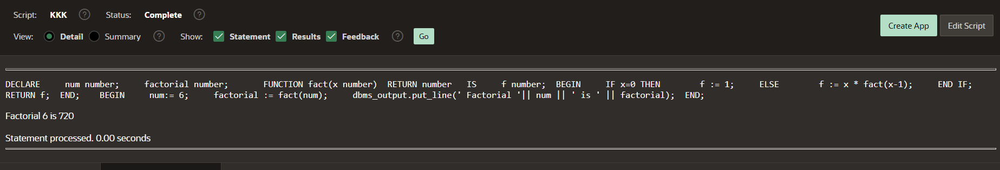 Script: KKK ? Status: Complete ?
Create App Edit Script
View: Detail Summary ? Show: Statement Results Feedback ? Go
DECLARE     num number;     factorial number;       FUNCTION fact(x number)  RETURN number   IS     f number;  BEGIN     IF x=0 THEN        f := 1;     ELSE        f := x * fact(x-1);     END IF;
RETURN f;  END;    BEGIN     num:= 6;     factorial := fact(num);     dbms_output.put_line(' Factorial '|| num || ' is ' || factorial);  END;
Factorial 6 is 720
Statement processed. 0.00 seconds